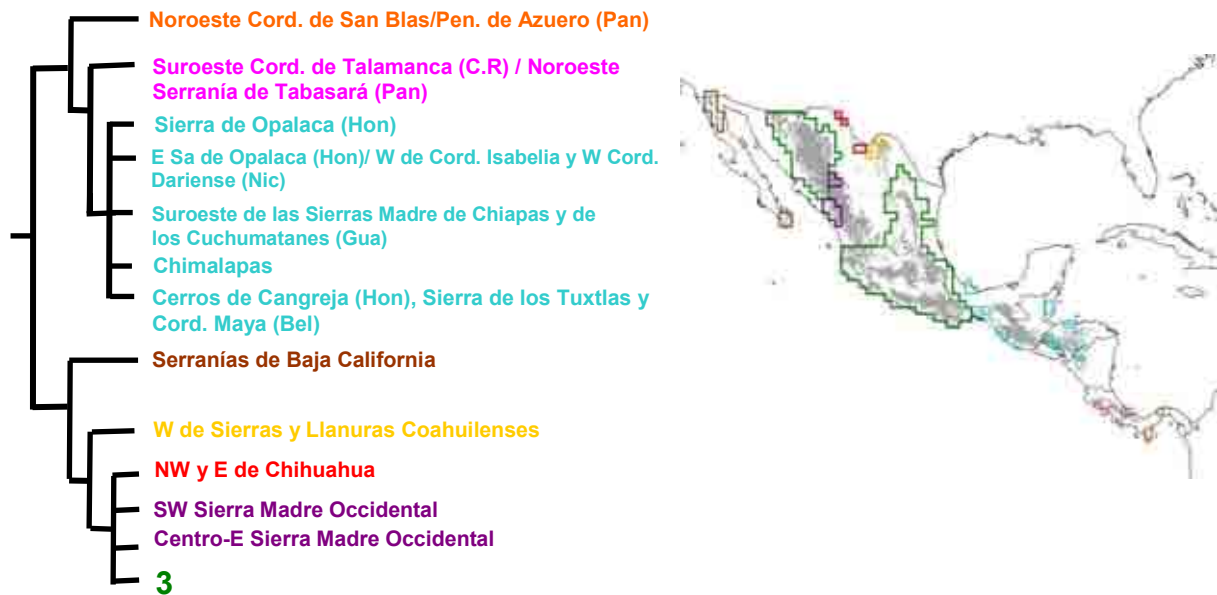 Noroeste Cord. de San Blas/Pen. de Azuero (Pan)
Suroeste Cord. de Talamanca (C.R) / Noroeste
Serranía de Tabasará (Pan)
Sierra de Opalaca (Hon)
E Sa de Opalaca (Hon)/ W de Cord. Isabelia y W Cord.
Dariense (Nic)
Suroeste de las Sierras Madre de Chiapas y de
los Cuchumatanes (Gua)
Chimalapas
Cerros de Cangreja (Hon), Sierra de los Tuxtlas y
Cord. Maya (Bel)
Serranías de Baja California
W de Sierras y Llanuras Coahuilenses
NW y E de Chihuahua
SW Sierra Madre Occidental
Centro-E Sierra Madre Occidental
3